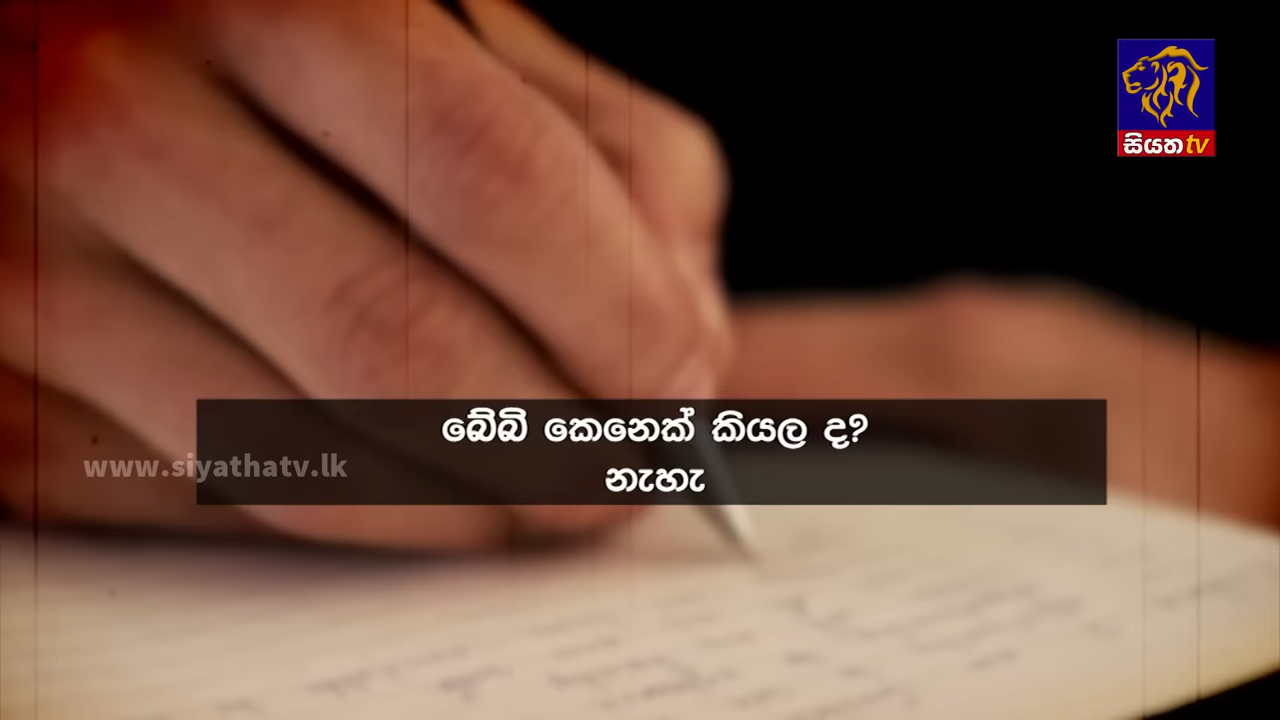 සියත tv
බේබි කෙනෙක් කියල ද?
www.siyathatv.lk
නැහැ